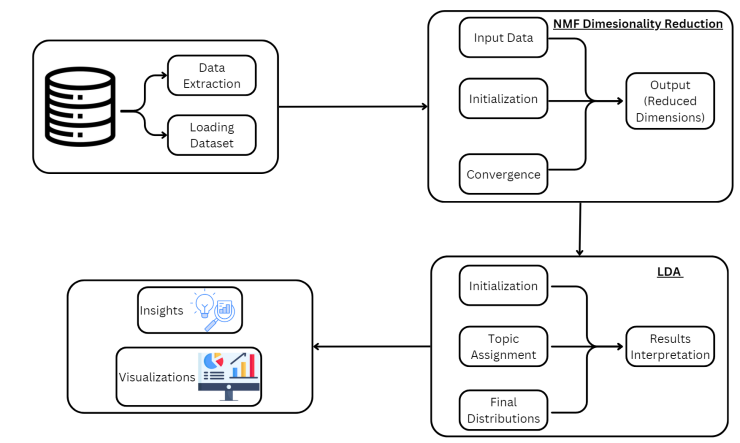 Data
Extraction
Loading
Dataset
NMF Dimesionality Reduction
Input Data
Initialization
Convergence
Output
(Reduced
Dimensions)
LDA
Initialization
Topic
Assignment
Final
Distributions
Results
Interpretation
Insights
Visualizations